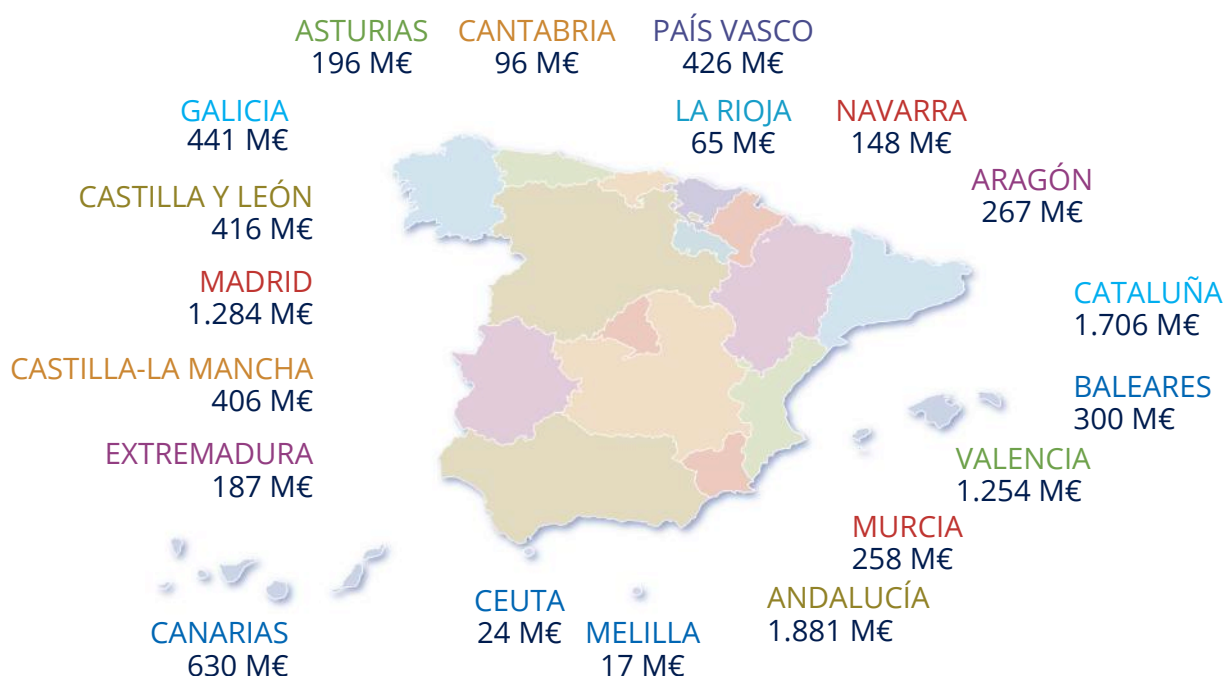 ASTURIAS
196 M€
CANTABRIA
96 M€
PAÍS VASCO
426 M€
GALICIA
441 M€
LA RIOJA
65 M€
NAVARRA
148 M€
ARAGÓN
267 M€
CASTILLA Y LEÓN
416 M€
MADRID
1.284 M€
CATALUÑA
1.706 M€
CASTILLA-LA MANCHA
406 M€
BALEARES
300 M€
EXTREMADURA
187 M€
VALENCIA
1.254 M€
MURCIA
258 M€
ANDALUCÍA
1.881 M€
CEUTA
24 M€
MELILLA
17 M€
CANARIAS
630 M€